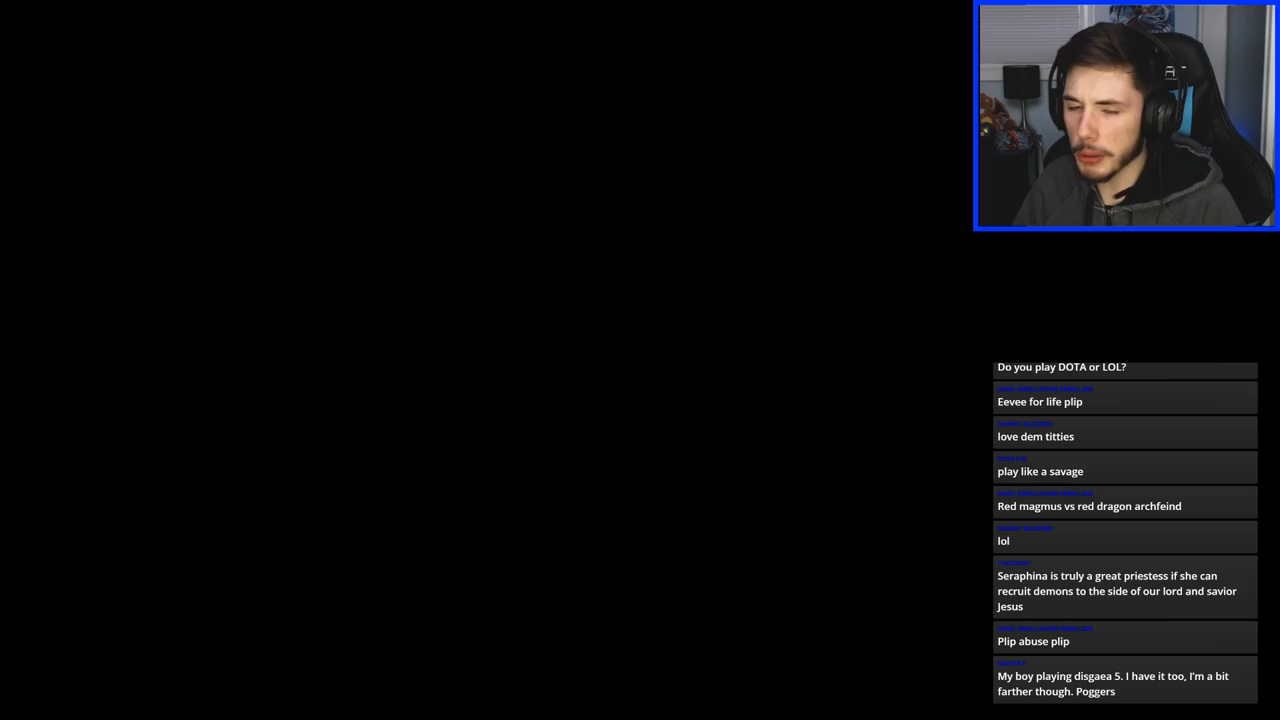 Do you play DOTA or LOL?
Eevee for life plip
love dem titties
play like a savage
Red magmus vs red dragon archfeind
lol
Seraphina is truly a great priestess if she can
recruit demons to the side of our lord and savior
Jesus
Plip abuse plip
My boy playing disgaea 5. I have it too, I'm a bit
farther though. Poggers